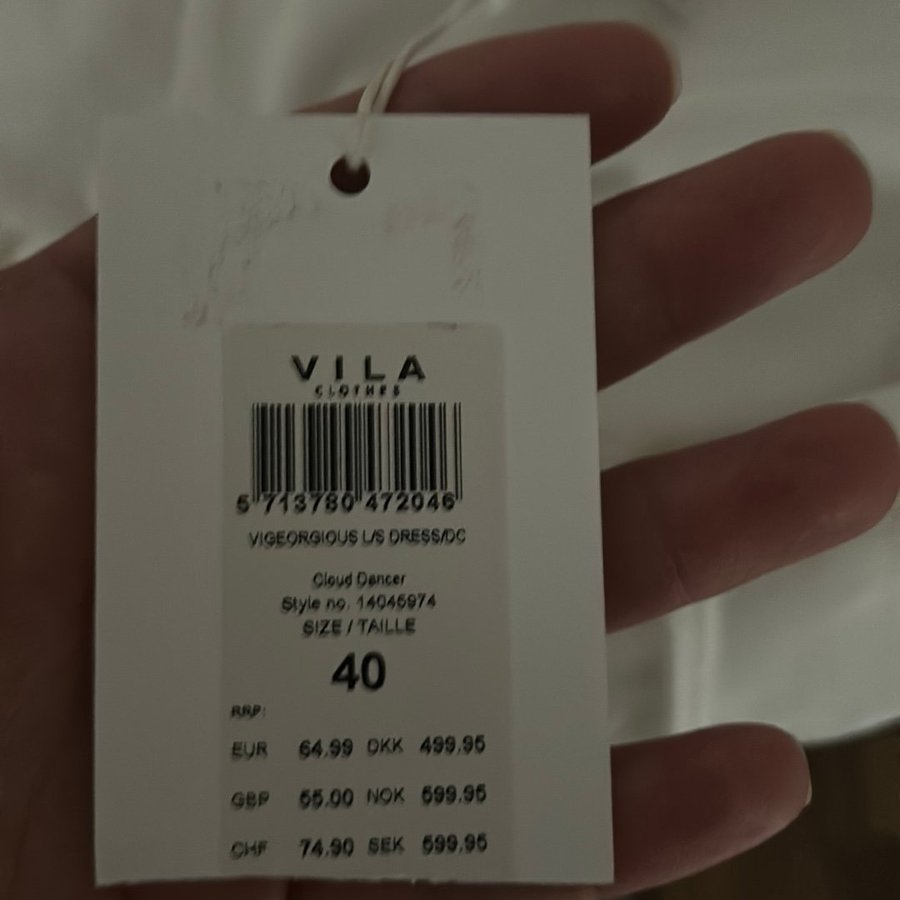 VILA
CLOTHES
5 713780 472046
VIGEORGIOUS L/S DRESS/DC
Cloud Dancer
Style no. 14045974
SIZE / TAILLE
40
RRP:
EUR 64.99 DKK 499.95
GBP 55.00 NOK 599.95
CHF 74.90 SEK 599.95